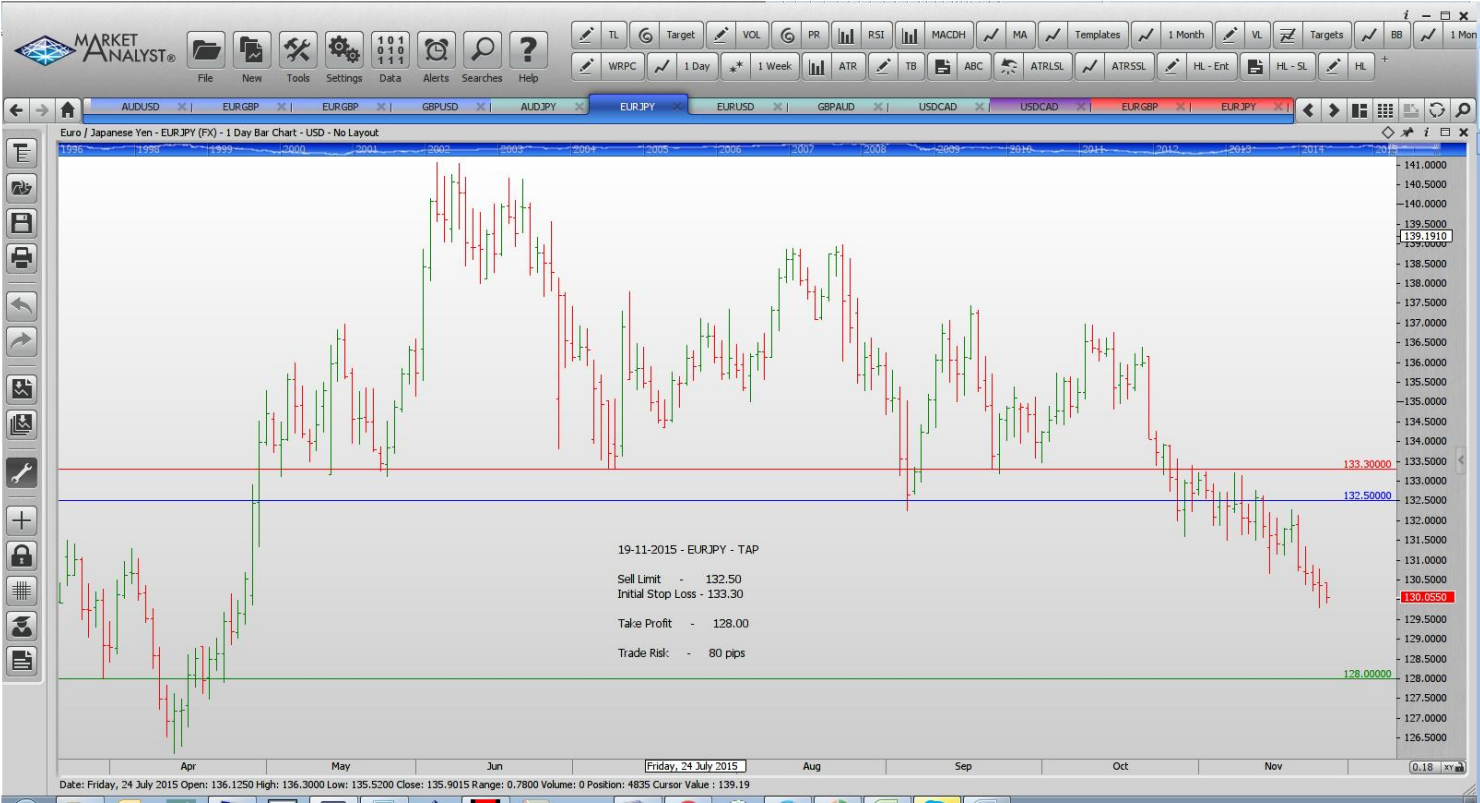 MARKET
ANALYST®
File New Tools Settings Data Alerts Searches Help
TL Target VOL PR RSI MACDH MA Templates 1 Month VL Targets BB 1 Mon
WRPC 1 Day 1 Week ATR TB ABC ATRLSL ATRSSL HL - Ent HL - SL HL
AUDUSD EURGBP EURGBP GBPUSD AUDJPY EURJPY EURUSD GBPAUD USDCAD USDCAD EURGBP EURJPY
Euro / Japanese Yen - EURJPY (FX) - 1 Day Bar Chart - USD - No Layout
1996 1998 1999 2000 2001 2002 2003 2004 2005 2006 2007 2008 2009 2010 2011 2012 2013 2014 2015
141.0000
140.5000
140.0000
139.5000
139.1910
139.0000
138.5000
138.0000
137.5000
137.0000
136.5000
136.0000
135.5000
135.0000
134.5000
134.0000
133.30000 133.5000
133.0000
132.50000 132.5000
132.0000
131.5000
131.0000
130.5000
130.0550
129.5000
129.0000
128.5000
128.00000 128.0000
127.5000
127.0000
126.5000
19-11-2015 - EURJPY - TAP
Sell Limit - 132.50
Initial Stop Loss - 133.30
Take Profit - 128.00
Trade Risk - 80 pips
Apr May Jun Friday, 24 July 2015 Aug Sep Oct Nov
0.18 XY
Date: Friday, 24 July 2015 Open: 136.1250 High: 136.3000 Low: 135.5200 Close: 135.9015 Range: 0.7800 Volume: 0 Position: 4835 Cursor Value : 139.19